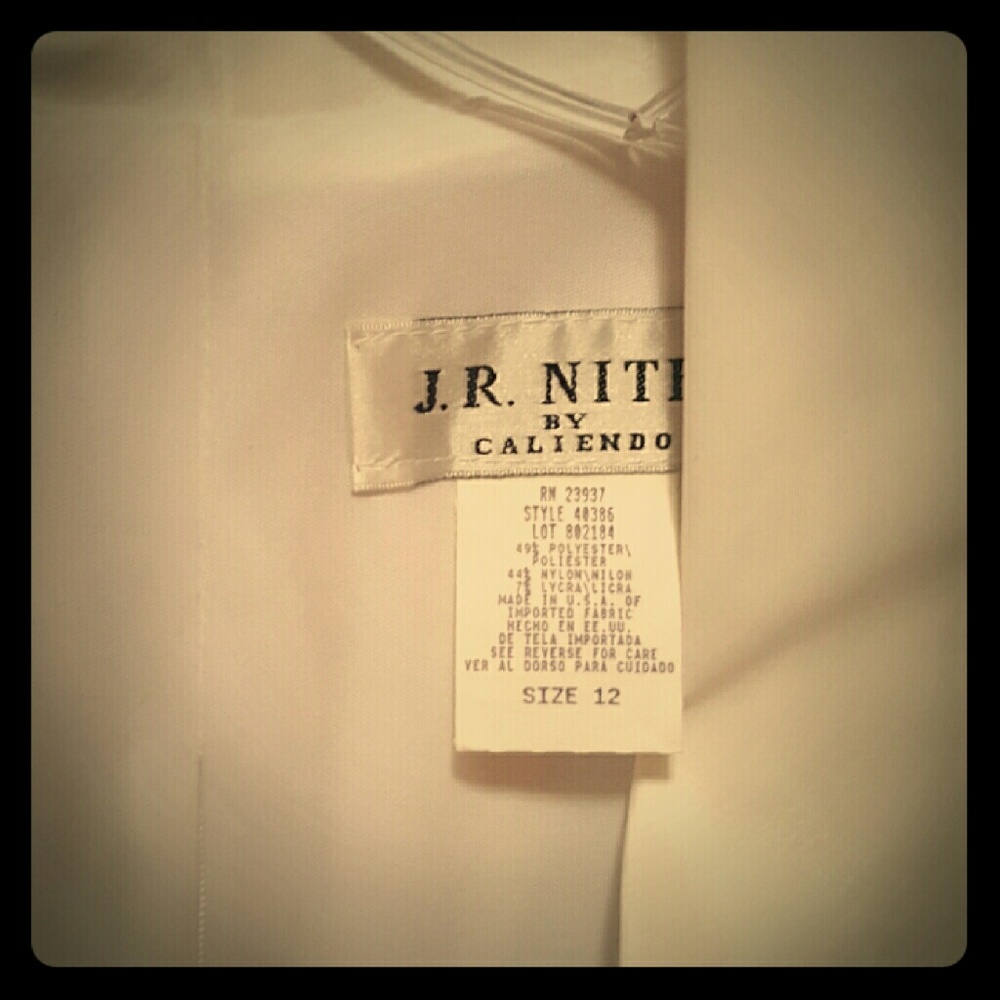 J.R. NIT
BY
CALIENDO
RN 23937
STYLE 40386
LOT 802184
49% POLYESTER\
POLIESTER
44% NYLON\NILON
7% LYCRA\LICRA
MADE IN U.S.A. OF
IMPORTED FABRIC
HECHO EN EE.UU.
DE TELA IMPORTADA
SEE REVERSE FOR CARE
VER AL DORSO PARA CUIDADO
SIZE 12